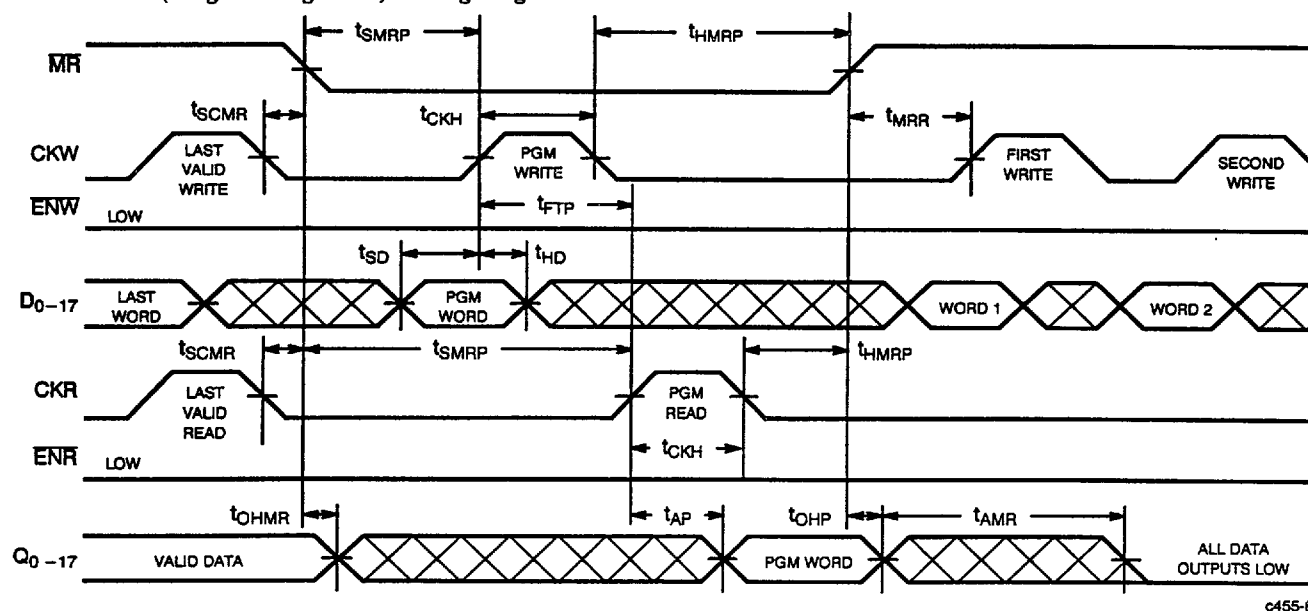 tSMRP tHMRP
MR
tSCMR tCKH tMRR
CKW LAST VALID WRITE PGM WRITE FIRST WRITE SECOND WRITE
tFTP
ENW LOW
tSD tHD
D0–17 LAST WORD PGM WORD WORD 1 WORD 2
tSCMR tSMRP tHMRP
CKR LAST VALID READ PGM READ
tCKH
ENR LOW
tOHMR tAP tOHP tAMR
Q0 –17 VALID DATA PGM WORD ALL DATA OUTPUTS LOW